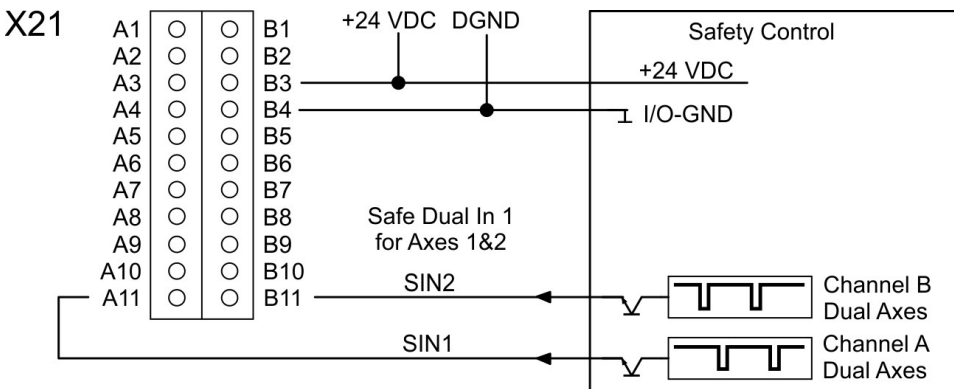 X21
+24 VDC DGND
Safety Control
A1 B1
A2 B2
A3 B3
+24 VDC
A4 B4
I/O-GND
A5 B5
A6 B6
A7 B7
A8 B8
A9 B9
A10 B10
A11 B11
Safe Dual In 1
for Axes 1&2
SIN2
Channel B
Dual Axes
SIN1
Channel A
Dual Axes